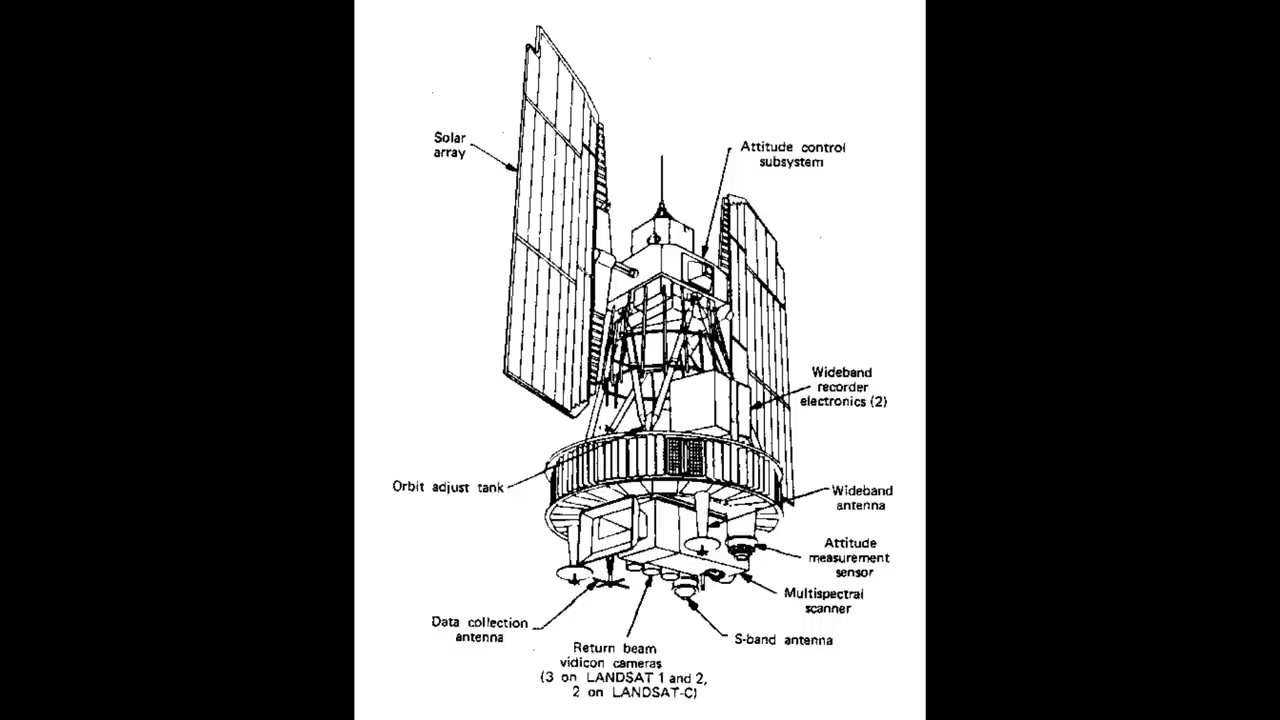 Solar
array
Attitude control
subsystem
Wideband
recorder
electronics (2)
Orbit adjust tank
Wideband
antenna
Attitude
measurement
sensor
Multispectral
scanner
Data collection
antenna
S-band antenna
Return beam
vidicon cameras
(3 on LANDSAT 1 and 2,
2 on LANDSAT-C)